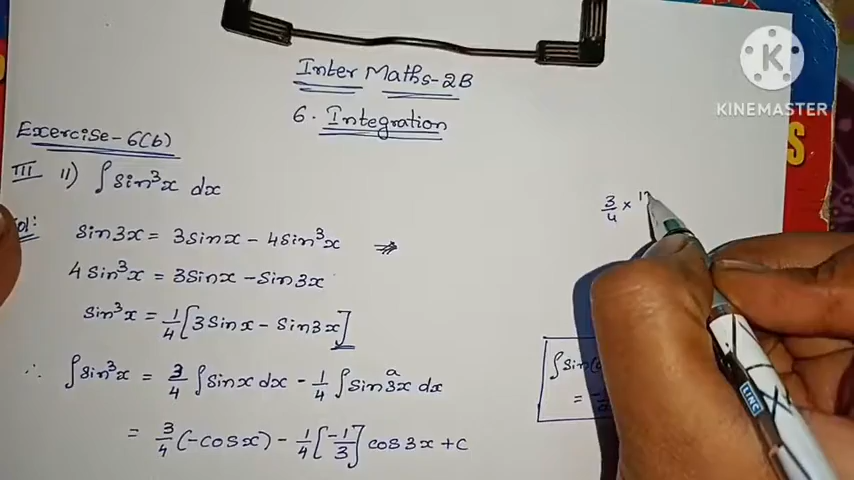 Inter Maths-2B
6. Integration
Exercise-6(b)
III 11) ∫sin³x dx
Sol: sin3x = 3sinx - 4sin³x ⇒
4sin³x = 3sinx - sin3x
sin³x = 1/4 [3sinx - sin3x]
∴ ∫sin³x = 3/4 ∫sinx dx - 1/4 ∫sin3x dx
a
= 3/4 (-cosx) - 1/4 [-1/3] cos3x + c
3/4 ×
∫sin(
= -
KINEMASTER
LINC